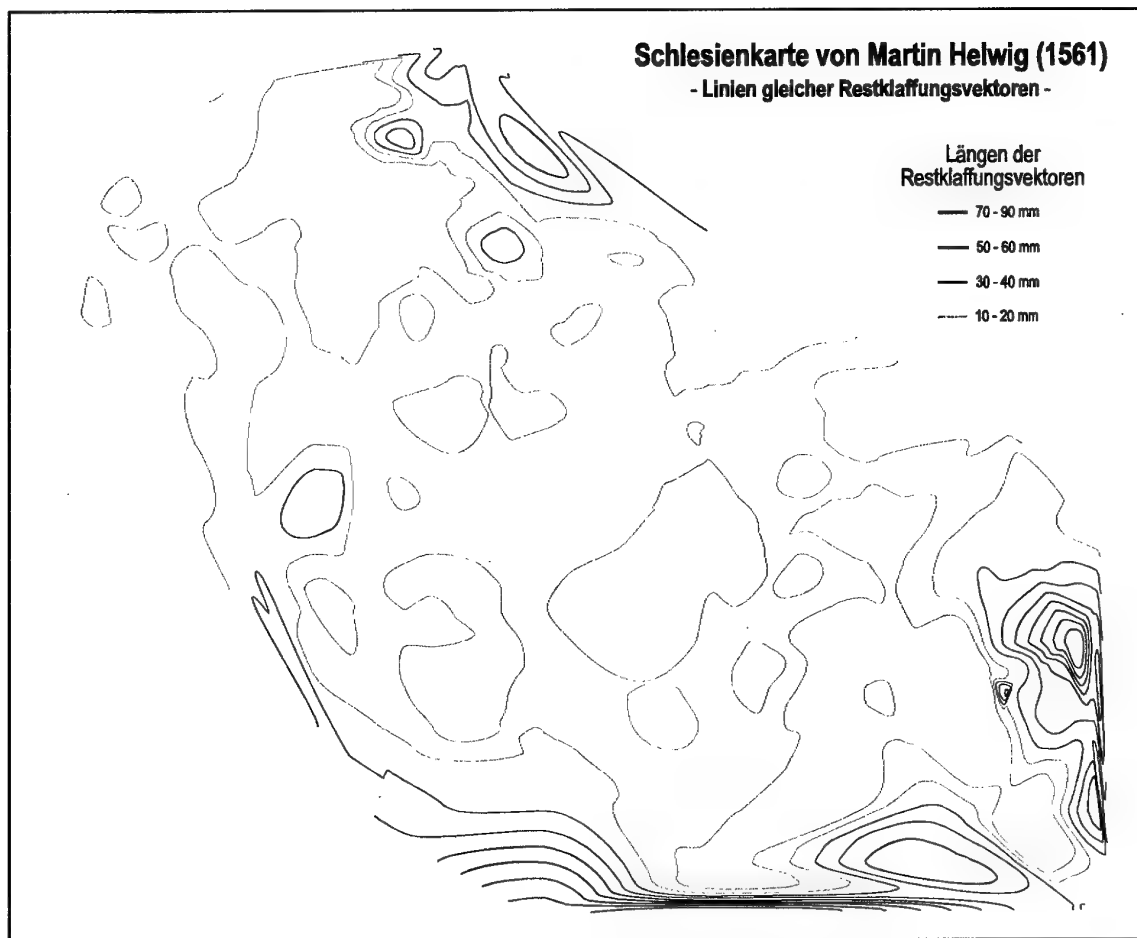 Schlesienkarte von Martin Helwig (1561)
- Linien gleicher Restklaffungsvektoren -
Längen der
Restklaffungsvektoren
70 - 90 mm
50 - 60 mm
30 - 40 mm
10 - 20 mm